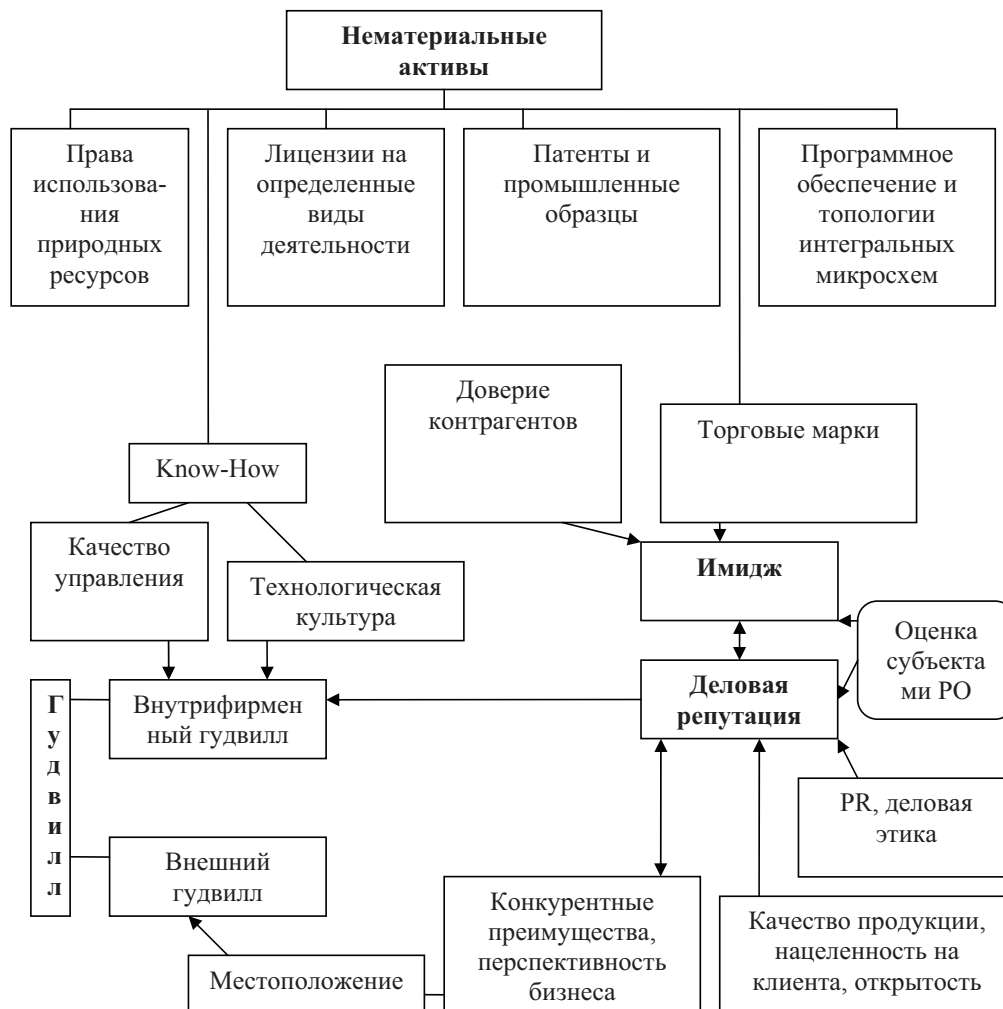 Нематериальные
активы
Права
использова-
ния
природных
ресурсов
Лицензии на
определенные
виды
деятельности
Патенты и
промышленные
образцы
Программное
обеспечение и
топологии
интегральных
микросхем
Доверие
контрагентов
Торговые марки
Know-How
Качество
управления
Технологическая
культура
Имидж
Оценка
субъекта
ми РО
Деловая
репутация
Внутрифирмен
ный гудвилл
Гудвилл
PR, деловая
этика
Внешний
гудвилл
Конкурентные
преимущества,
перспективность
бизнеса
Качество продукции,
нацеленность на
клиента, открытость
Местоположение